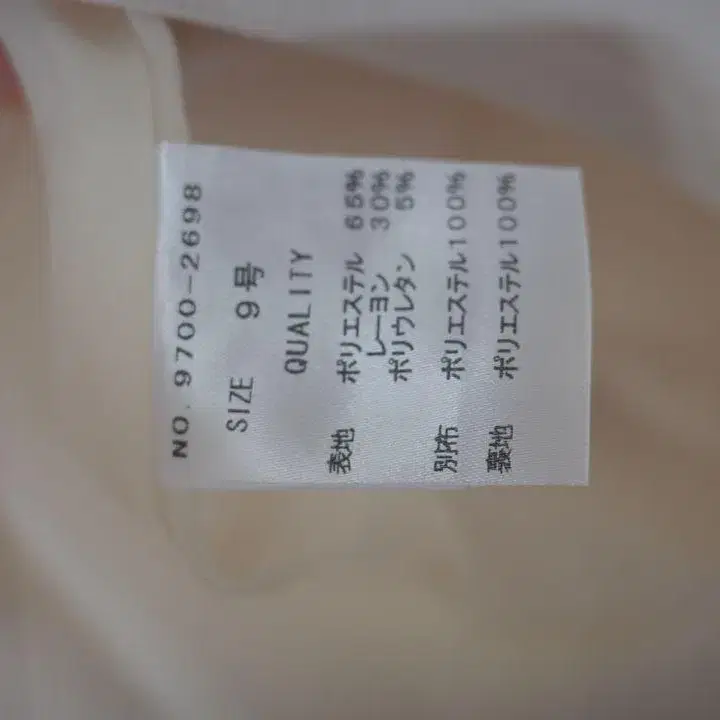 NO. 9700-2698
SIZE 9号
QUALITY
表地 ポリエステル 65%
レーヨン 30%
ポリウレタン 5%
別布 ポリエステル100%
裏地 ポリエステル100%